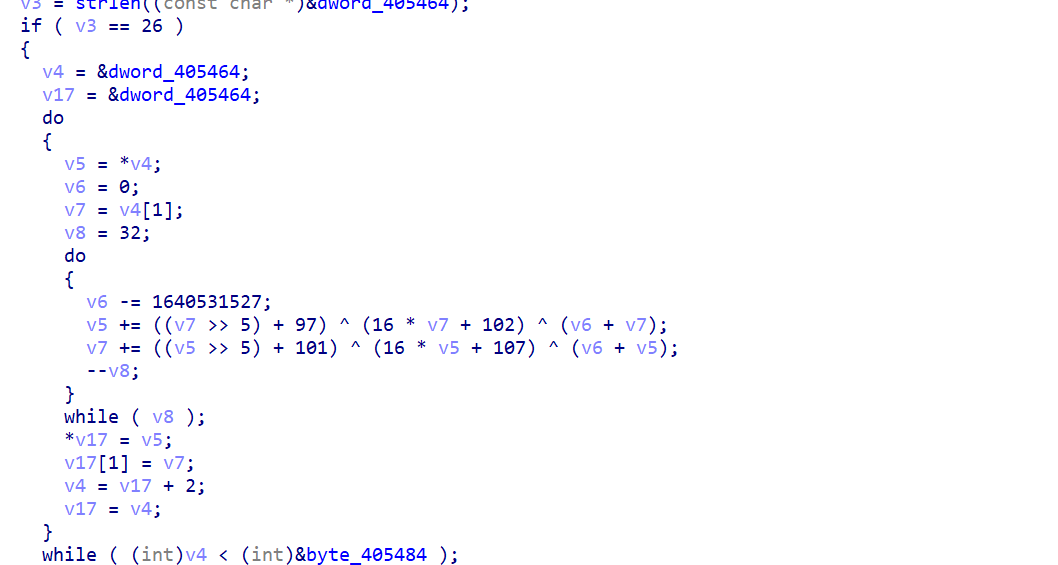 v3 = strlen((const char *)&dword_405464);
if ( v3 == 26 )
{
v4 = &dword_405464;
v17 = &dword_405464;
do
{
v5 = *v4;
v6 = 0;
v7 = v4[1];
v8 = 32;
do
{
v6 -= 1640531527;
v5 += ((v7 >> 5) + 97) ^ (16 * v7 + 102) ^ (v6 + v7);
v7 += ((v5 >> 5) + 101) ^ (16 * v5 + 107) ^ (v6 + v5);
--v8;
}
while ( v8 );
*v17 = v5;
v17[1] = v7;
v4 = v17 + 2;
v17 = v4;
}
while ( (int)v4 < (int)&byte_405484 );